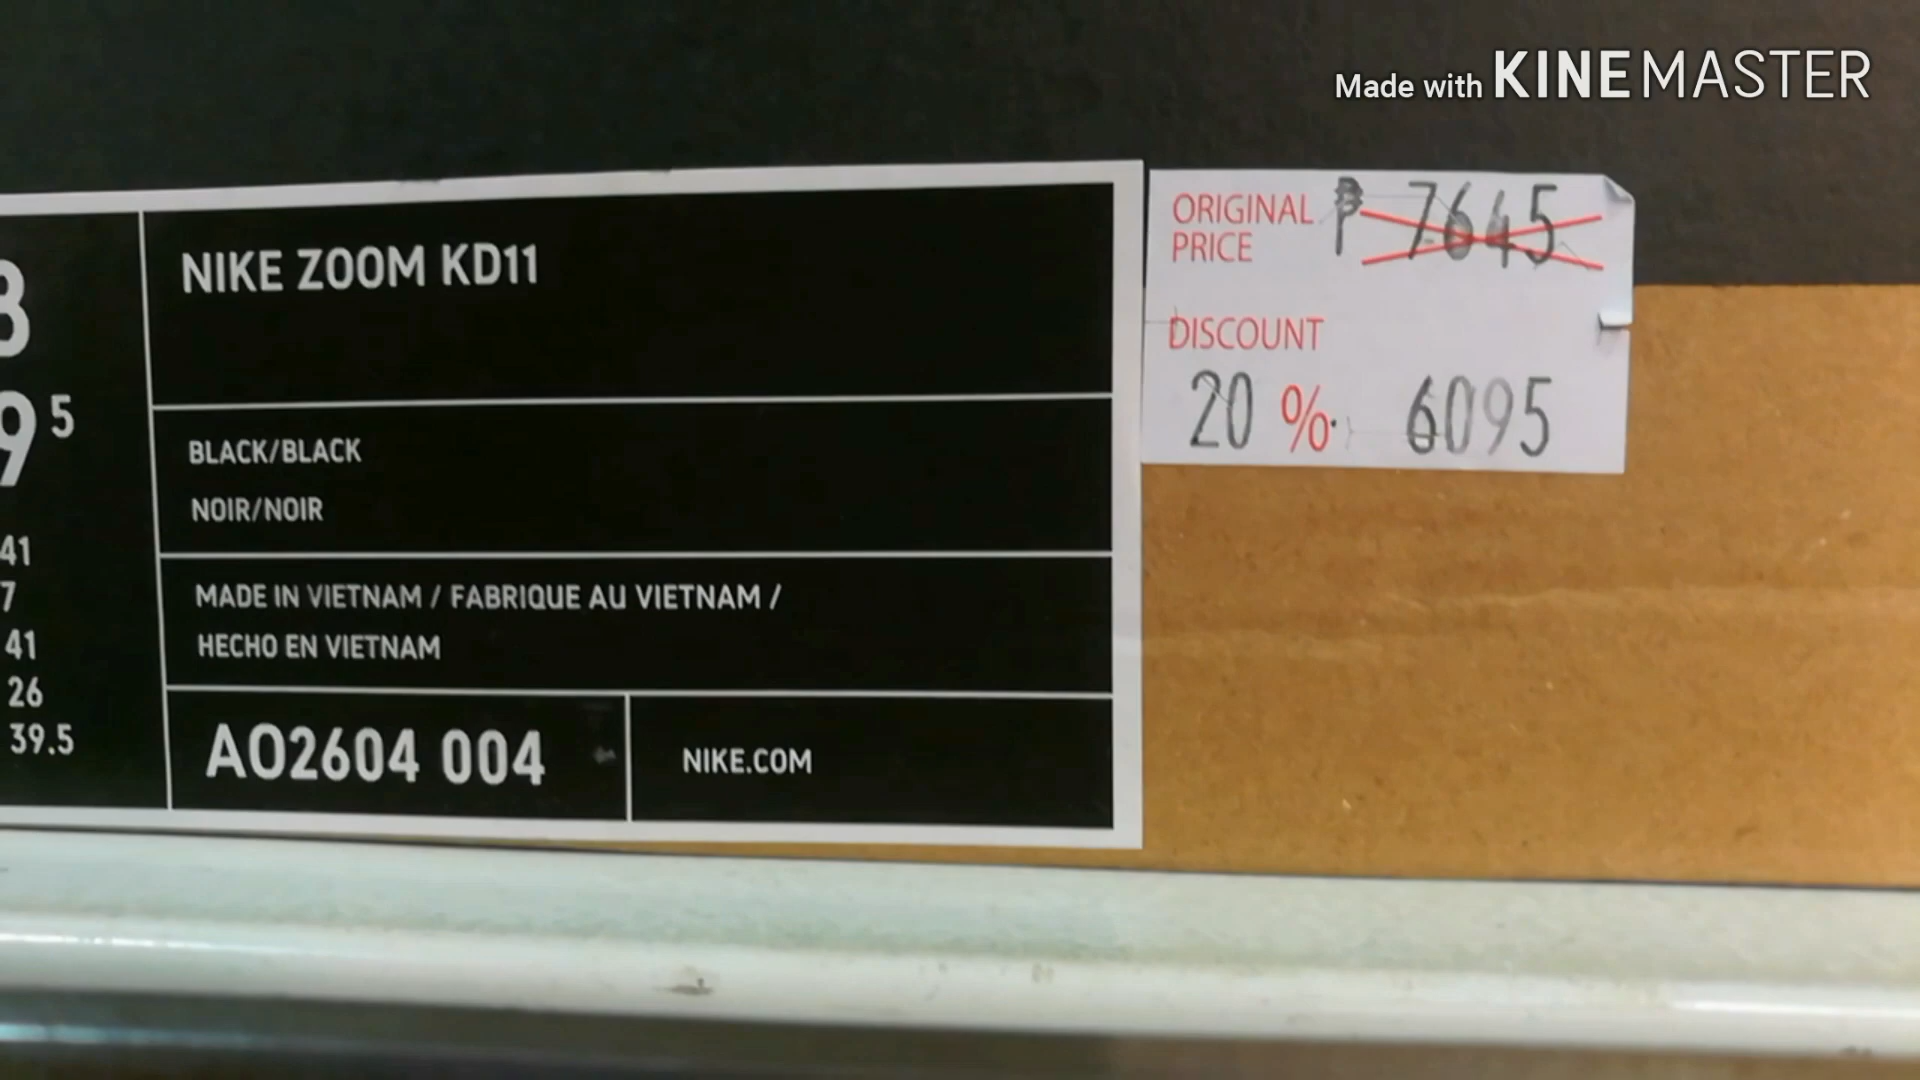 Made with KINEMASTER
8
9 5
41
7
41
26
39.5
NIKE ZOOM KD11
BLACK/BLACK
NOIR/NOIR
MADE IN VIETNAM / FABRIQUE AU VIETNAM /
HECHO EN VIETNAM
AO2604 004
NIKE.COM
ORIGINAL PRICE ₱ 7645
DISCOUNT
20 % 6095